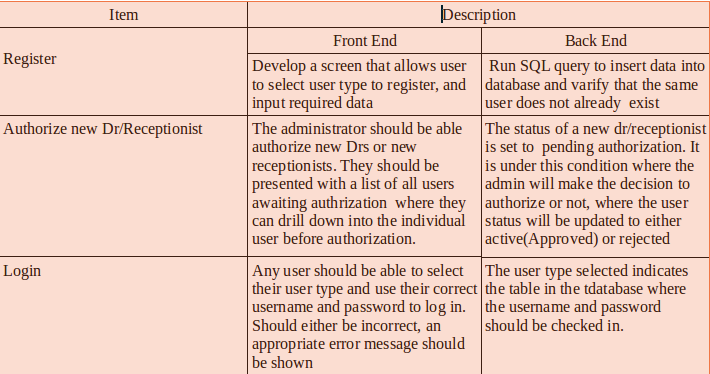 Item
Description
Front End
Back End
Register
Develop a screen that allows user
to select user type to register, and
input required data
Run SQL query to insert data into
database and varify that the same
user does not already exist
Authorize new Dr/Receptionist
The administrator should be able
authorize new Drs or new
receptionists. They should be
presented with a list of all users
awaiting authrization where they
can drill down into the individual
user before authorization.
The status of a new dr/receptionist
is set to pending authorization. It
is under this condition where the
admin will make the decision to
authorize or not, where the user
status will be updated to either
active(Approved) or rejected
Login
Any user should be able to select
their user type and use their correct
username and password to log in.
Should either be incorrect, an
appropriate error message should
be shown
The user type selected indicates
the table in the tdatabase where
the username and password
should be checked in.